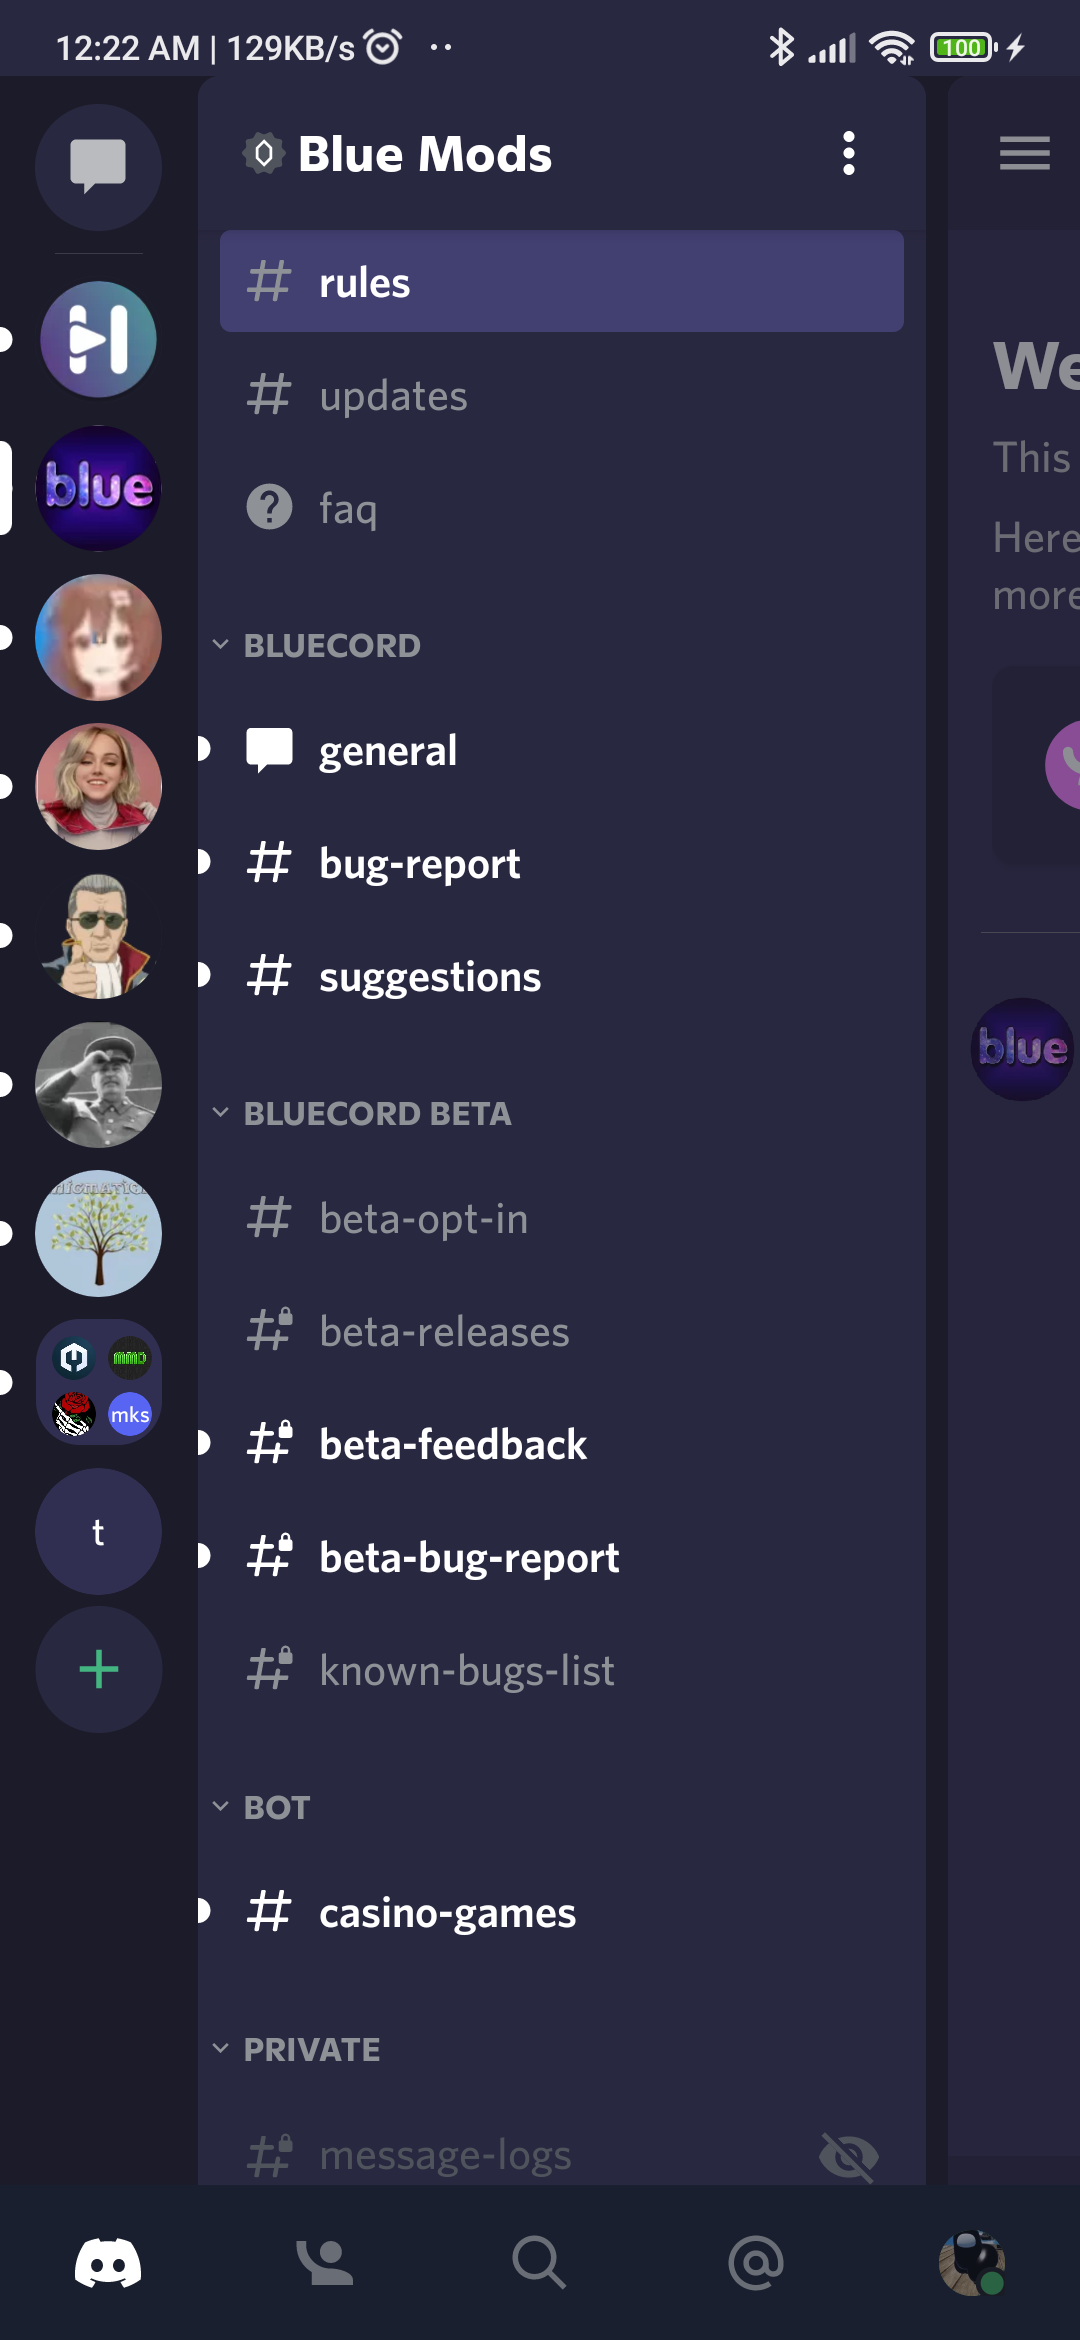 12:22 AM | 129KB/s
100
Blue Mods
rules
updates
faq
BLUECORD
general
bug-report
suggestions
BLUECORD BETA
beta-opt-in
beta-releases
beta-feedback
beta-bug-report
known-bugs-list
BOT
casino-games
PRIVATE
message-logs
blue
mmd
mks
t
We
This
Here
more
blue